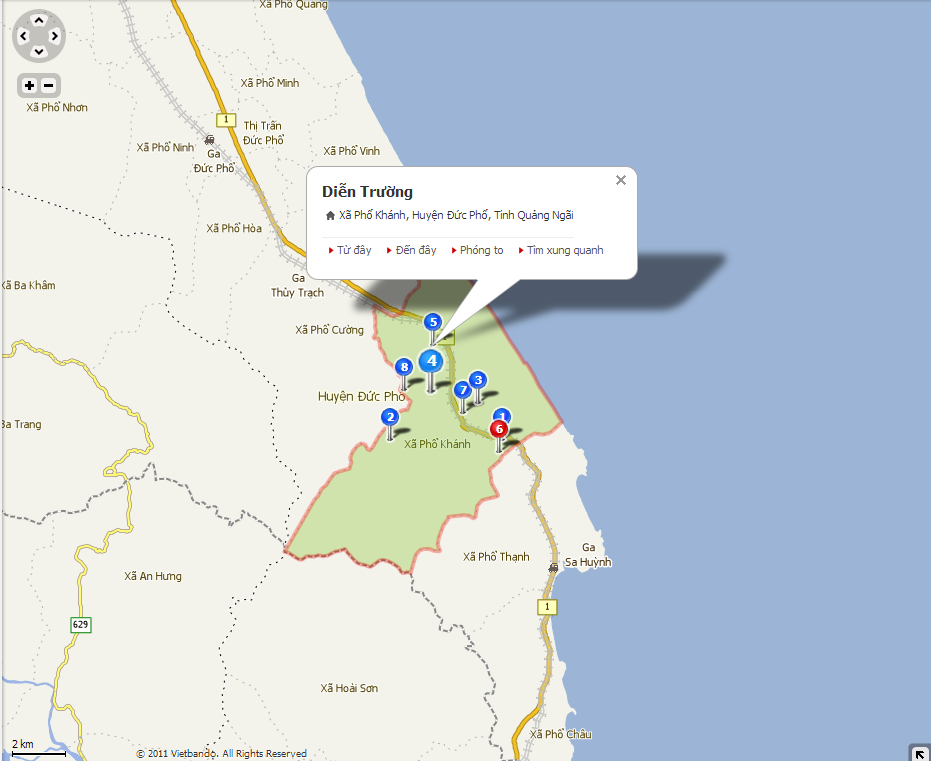 Xã Phổ Quang
Xã Phổ Minh
Xã Phổ Nhơn
1
Thị Trấn
Đức Phổ
Xã Phổ Ninh
Ga
Đức Phổ
Xã Phổ Vinh
Diễn Trường
Xã Phổ Khánh, Huyện Đức Phổ, Tỉnh Quảng Ngãi
Từ đây
Đến đây
Phóng to
Tìm xung quanh
Xã Phổ Hòa
Ga
Thủy Trạch
Xã Ba Khâm
Xã Phổ Cường
5
4
8
3
7
Huyện Đức Phổ
2
1
6
Ba Trang
Xã Phổ Khánh
Xã Phổ Thạnh
Ga
Sa Huỳnh
Xã An Hưng
1
629
Xã Hoài Sơn
Xã Phổ Châu
2 km
© 2011 Vietbando. All Rights Reserved